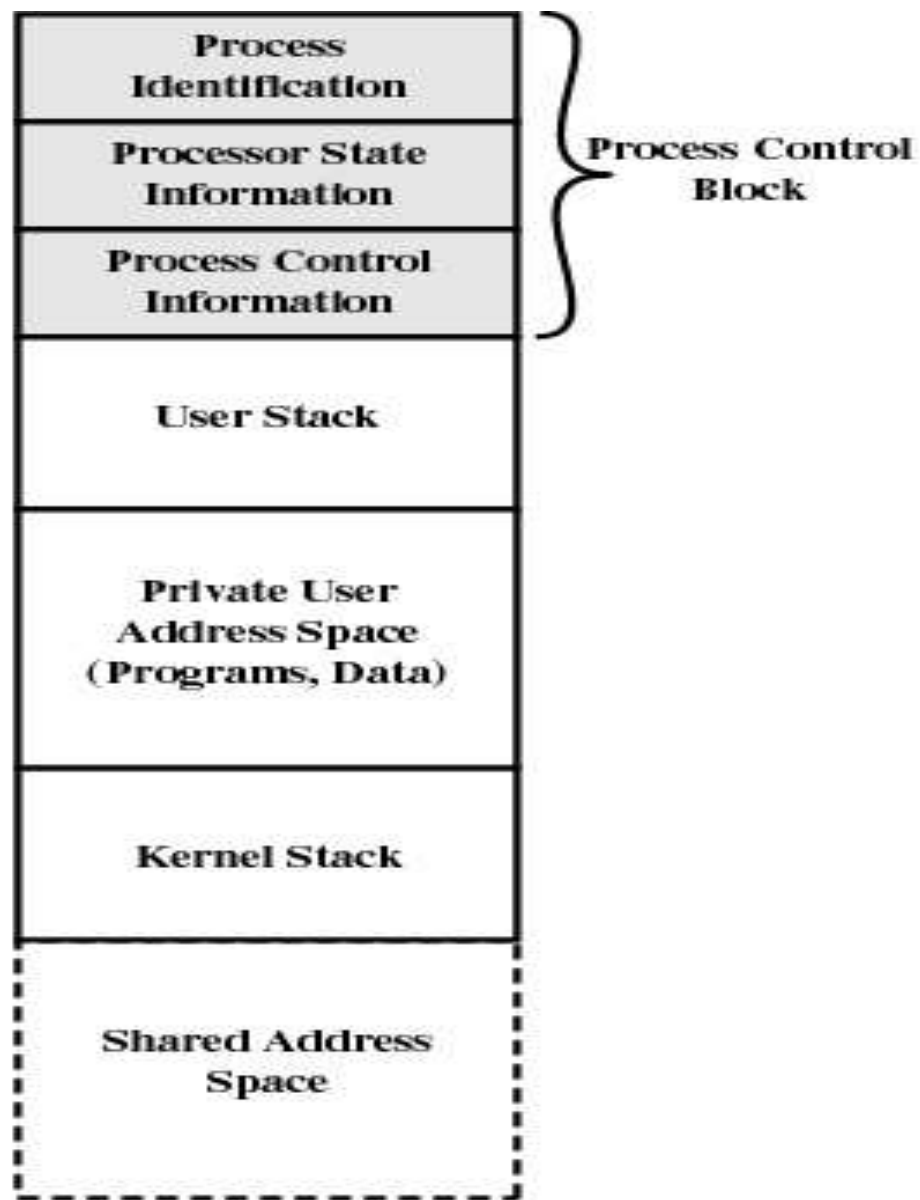 Process
Identification
Processor State
Information
Process Control
Information
Process Control
Block
User Stack
Private User
Address Space
(Programs, Data)
Kernel Stack
Shared Address
Space